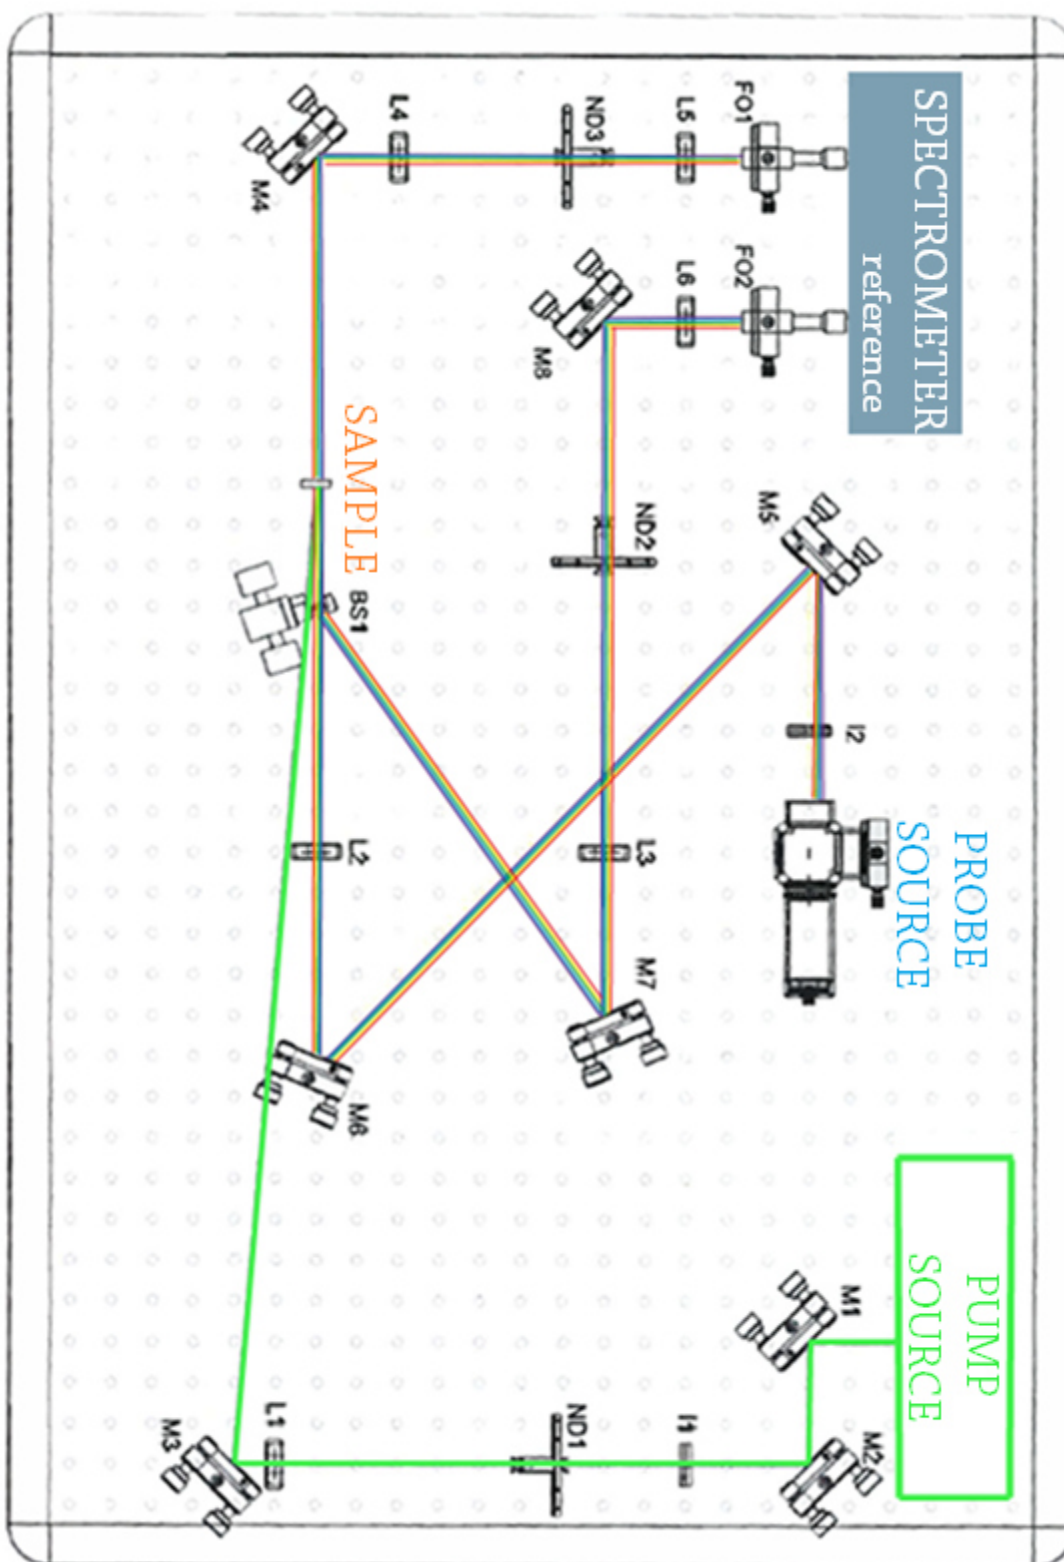 SPECTROMETER
reference
FO1
L5
ND3
L4
M4
FO2
L6
M8
SAMPLE
ND2
M5
BS1
I2
PROBE
SOURCE
L2
L3
M7
M6
PUMP
SOURCE
M1
M2
I1
ND1
L1
M3